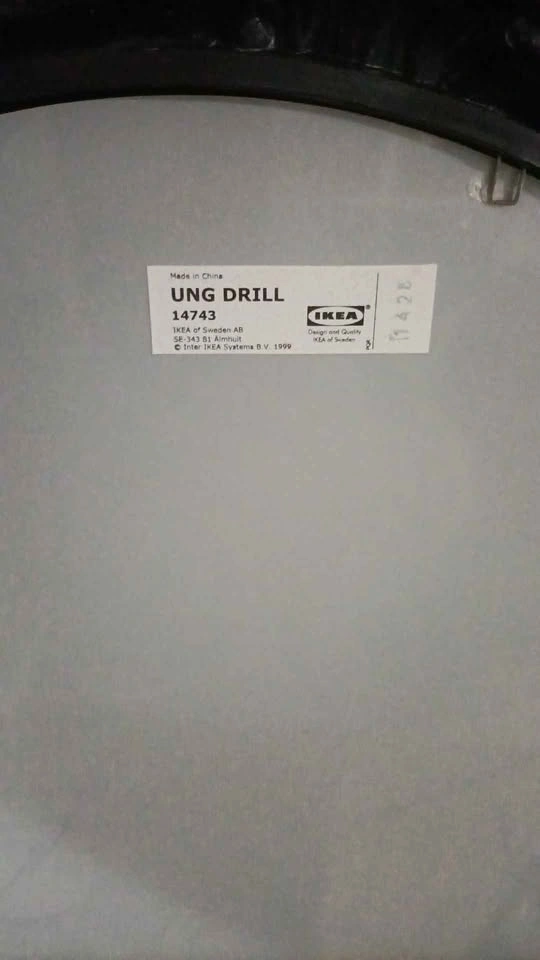 Made in China
UNG DRILL
14743
IKEA of Sweden AB
SE-343 81 Älmhult
© Inter IKEA Systems B.V. 1999
IKEA®
Design and Quality
IKEA of Sweden